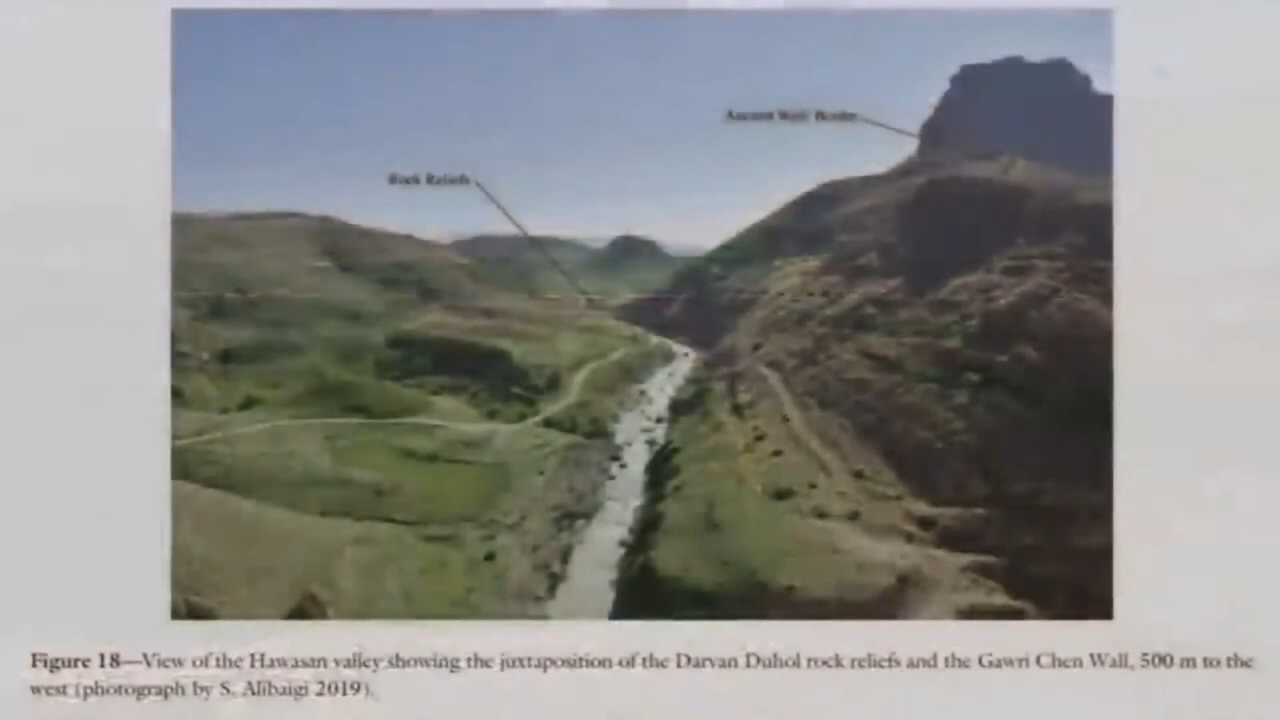 Ancient Wall/ Border
Rock Reliefs
Figure 18—View of the Hawasan valley showing the juxtaposition of the Darvan Duhol rock reliefs and the Gawri Chen Wall, 500 m to the
west (photograph by S. Alibaigi 2019).